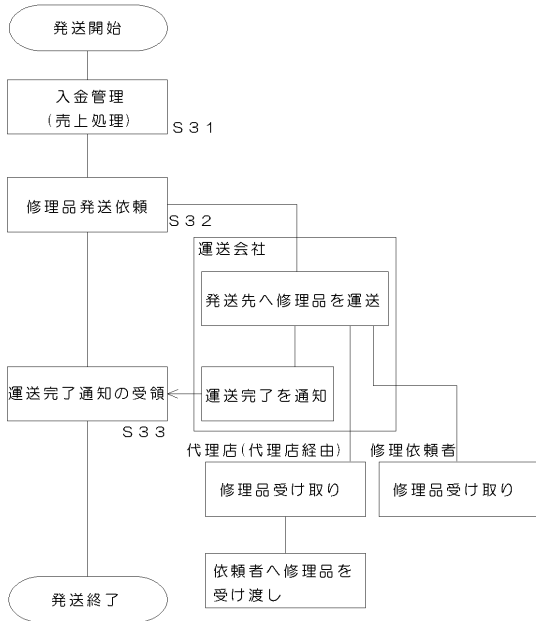 発送開始
入金管理
(売上処理)
S31
修理品発送依頼
S32
運送会社
発送先へ修理品を運送
運送完了通知の受領
運送完了を通知
S33
代理店(代理店経由)
修理依頼者
修理品受け取り
修理品受け取り
依頼者へ修理品を
受け渡し
発送終了